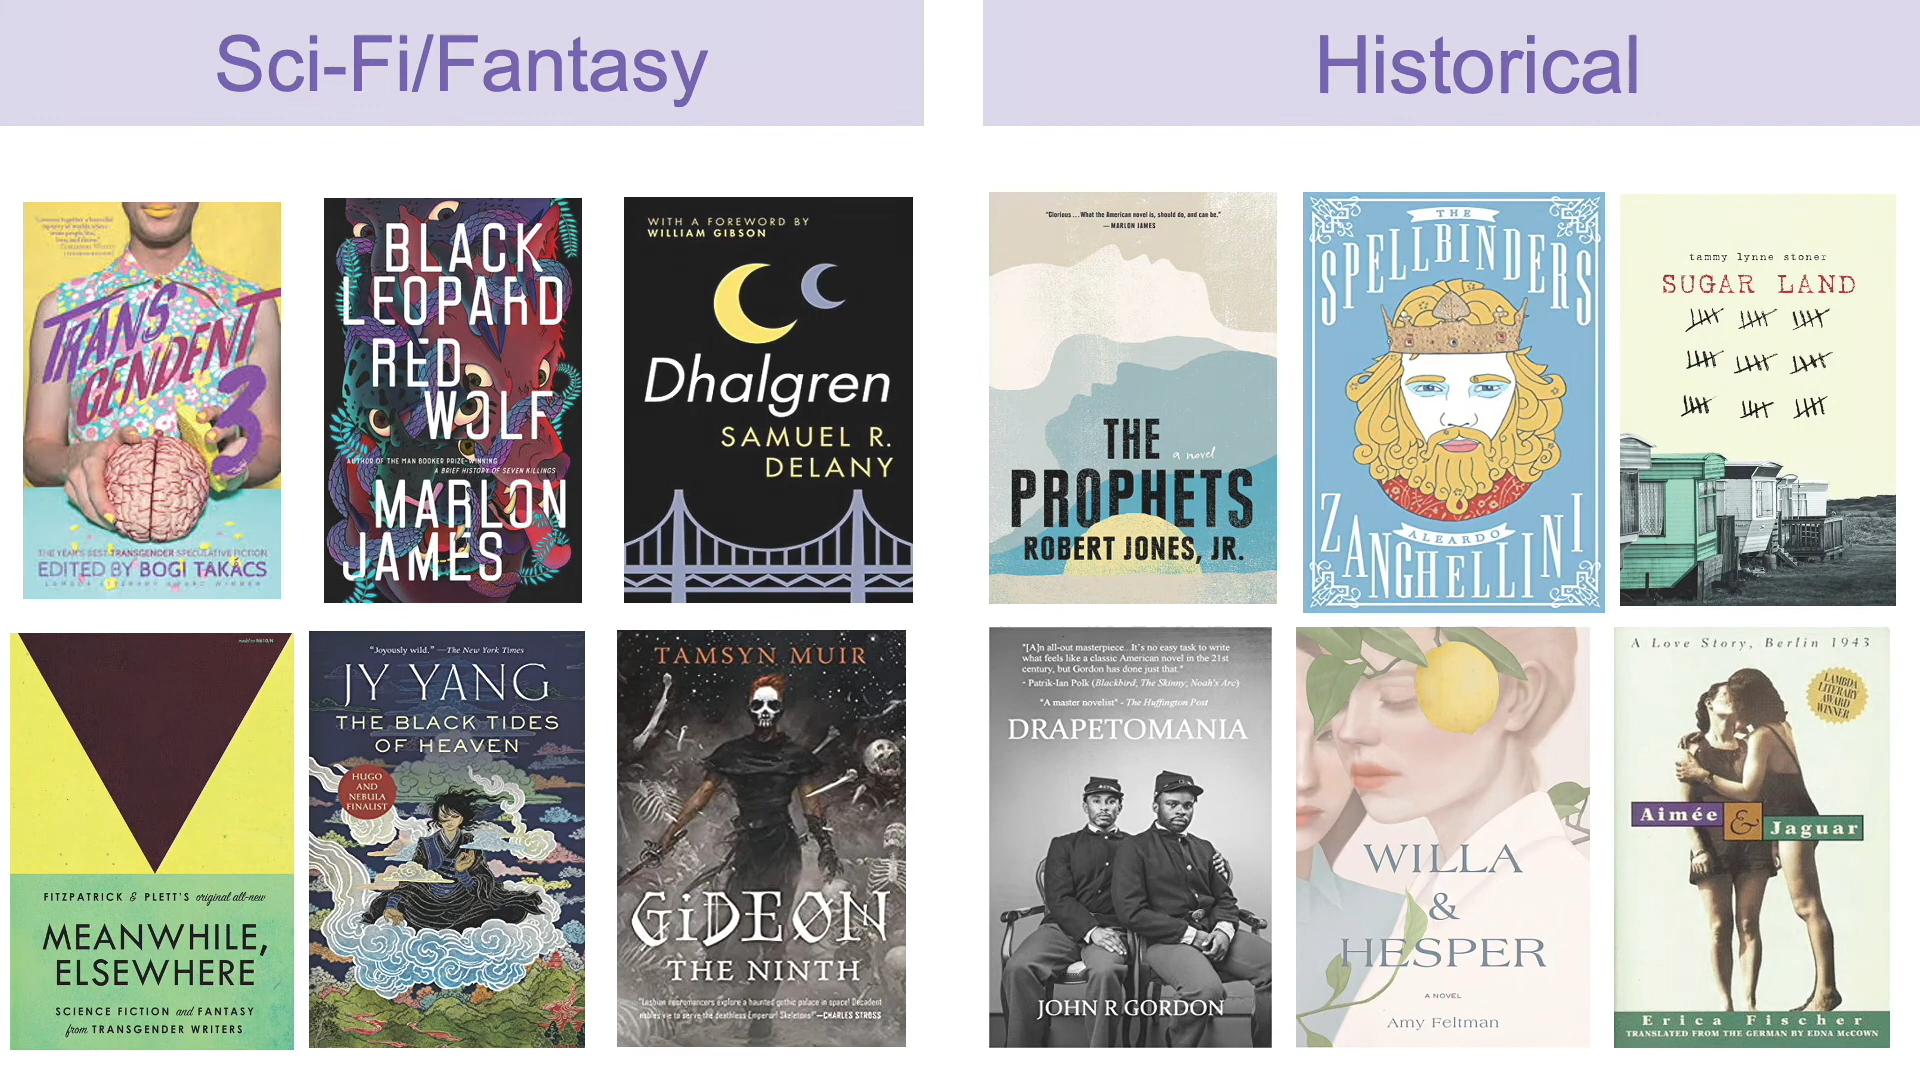 Sci-Fi/Fantasy
Historical
TRANS
CENDENT
3
THE YEAR'S BEST TRANSGENDER SPECULATIVE FICTION
EDITED BY BOGI TAKÁCS
BLACK
LEOPARD
RED
WOLF
AUTHOR OF THE MAN BOOKER PRIZE-WINNING
A BRIEF HISTORY OF SEVEN KILLINGS
MARLON
JAMES
WITH A FOREWORD BY
WILLIAM GIBSON
Dhalgren
SAMUEL R.
DELANY
"Glorious . . . What the American novel is, should do, and can be."
—MARLON JAMES
THE
a novel
PROPHETS
ROBERT JONES, JR.
THE
SPELLBINDERS
ALEARDO
ZANGHELLINI
tammy lynne stoner
SUGAR LAND
FITZPATRICK & PLETT'S original all-new
MEANWHILE,
ELSEWHERE
SCIENCE FICTION and FANTASY
from TRANSGENDER WRITERS
"Joyously wild." —The New York Times
JY YANG
THE BLACK TIDES
OF HEAVEN
HUGO
AND
NEBULA
FINALIST
TAMSYN MUIR
GiDEON
THE NINTH
"Lesbian necromancers explore a haunted gothic palace in space! Decadent
nobles vie to serve the deathless Emperor! Skeletons!" —CHARLES STROSS
"[A]n all-out masterpiece...It's no easy task to write
what feels like a classic American novel in the 21st
century, but Gordon has done just that."
- Patrik-Ian Polk (Blackbird, The Skinny, Noah's Arc)
"A master novelist" - The Huffington Post
DRAPETOMANIA
JOHN R GORDON
WILLA
&
HESPER
A NOVEL
Amy Feltman
A Love Story, Berlin 1943
LAMBDA
LITERARY
AWARD
WINNER
Aimée & Jaguar
Erica Fischer
TRANSLATED FROM THE GERMAN BY EDNA McCOWN